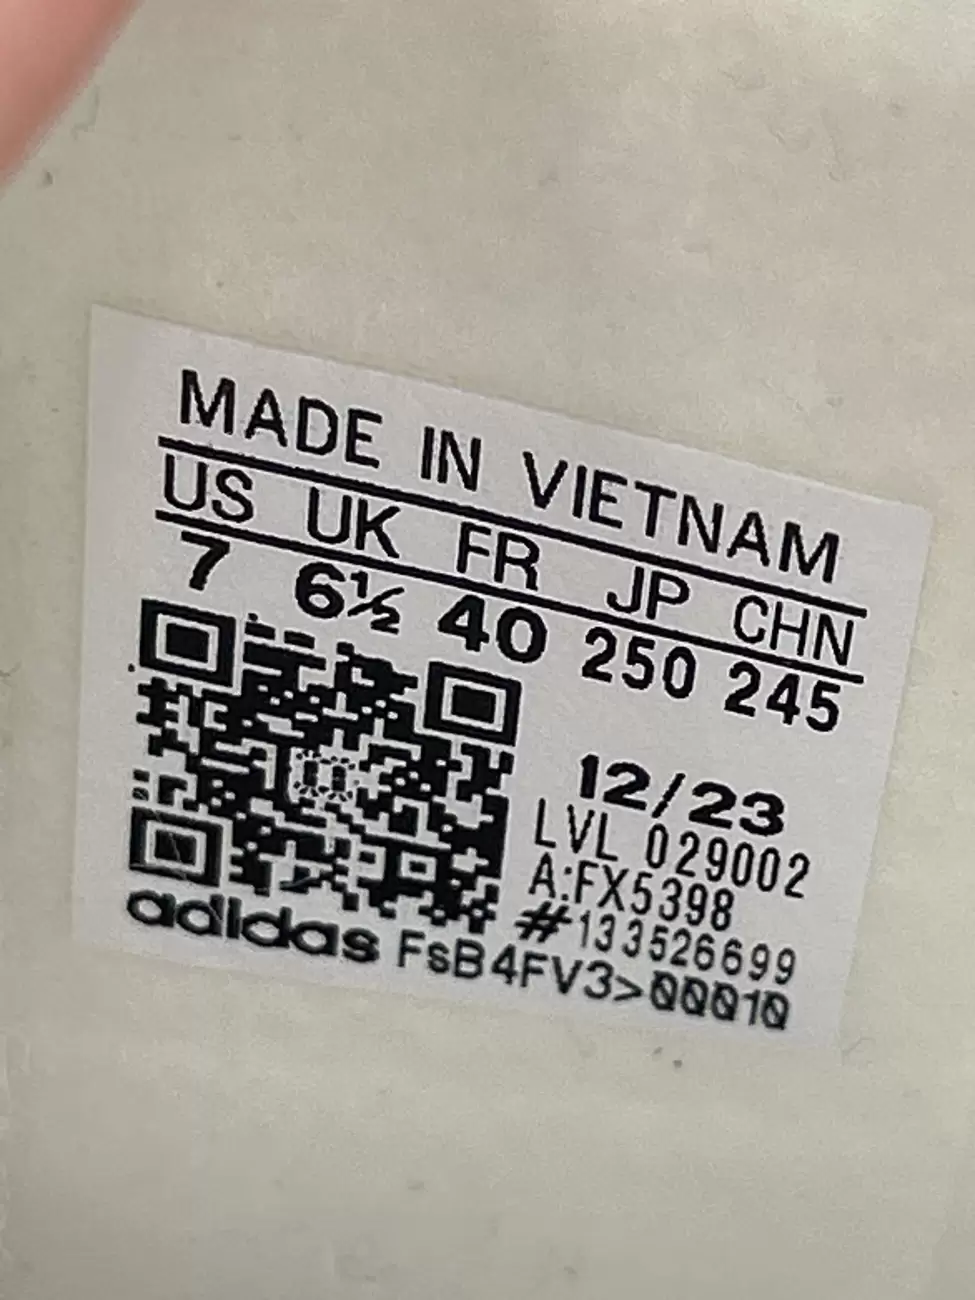 MADE IN VIETNAM
US UK FR JP CHN
7 6½ 40 250 245
12/23
LVL 029002
A:FX5398
#133526699
adidas FsB4FV3>00010